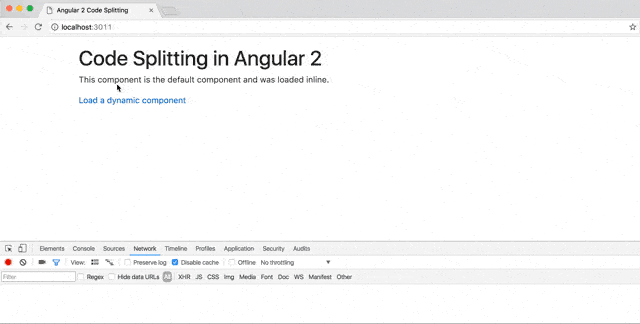 Angular 2 Code Splitting
localhost:3011
Code Splitting in Angular 2
This component is the default component and was loaded inline.
Load a dynamic component
Elements Console Sources Network Timeline Profiles Application Security Audits
View: Preserve log Disable cache Offline No throttling
Filter Regex Hide data URLs All XHR JS CSS Img Media Font Doc WS Manifest Other